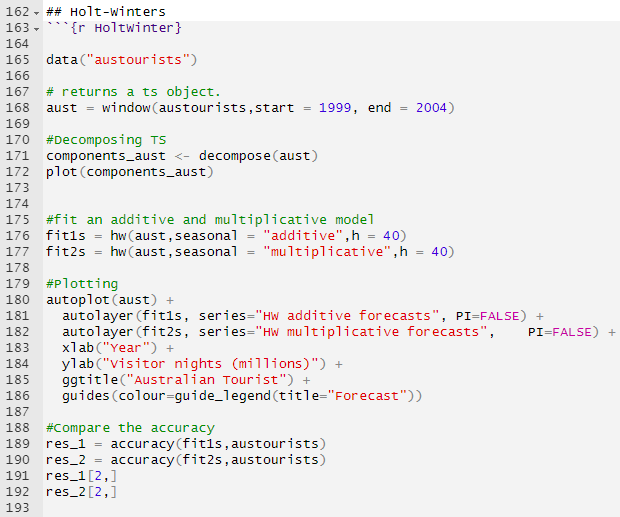 162 ## Holt-Winters
163 ```{r HoltWinter}
164
165 data("austourists")
166
167 # returns a ts object.
168 aust = window(austourists,start = 1999, end = 2004)
169
170 #Decomposing TS
171 components_aust <- decompose(aust)
172 plot(components_aust)
173
174
175 #fit an additive and multiplicative model
176 fit1s = hw(aust,seasonal = "additive",h = 40)
177 fit2s = hw(aust,seasonal = "multiplicative",h = 40)
178
179 #Plotting
180 autoplot(aust) +
181   autolayer(fit1s, series="HW additive forecasts", PI=FALSE) +
182   autolayer(fit2s, series="HW multiplicative forecasts",    PI=FALSE) +
183   xlab("Year") +
184   ylab("Visitor nights (millions)") +
185   ggtitle("Australian Tourist") +
186   guides(colour=guide_legend(title="Forecast"))
187
188 #Compare the accuracy
189 res_1 = accuracy(fit1s,austourists)
190 res_2 = accuracy(fit2s,austourists)
191 res_1[2,]
192 res_2[2,]
193